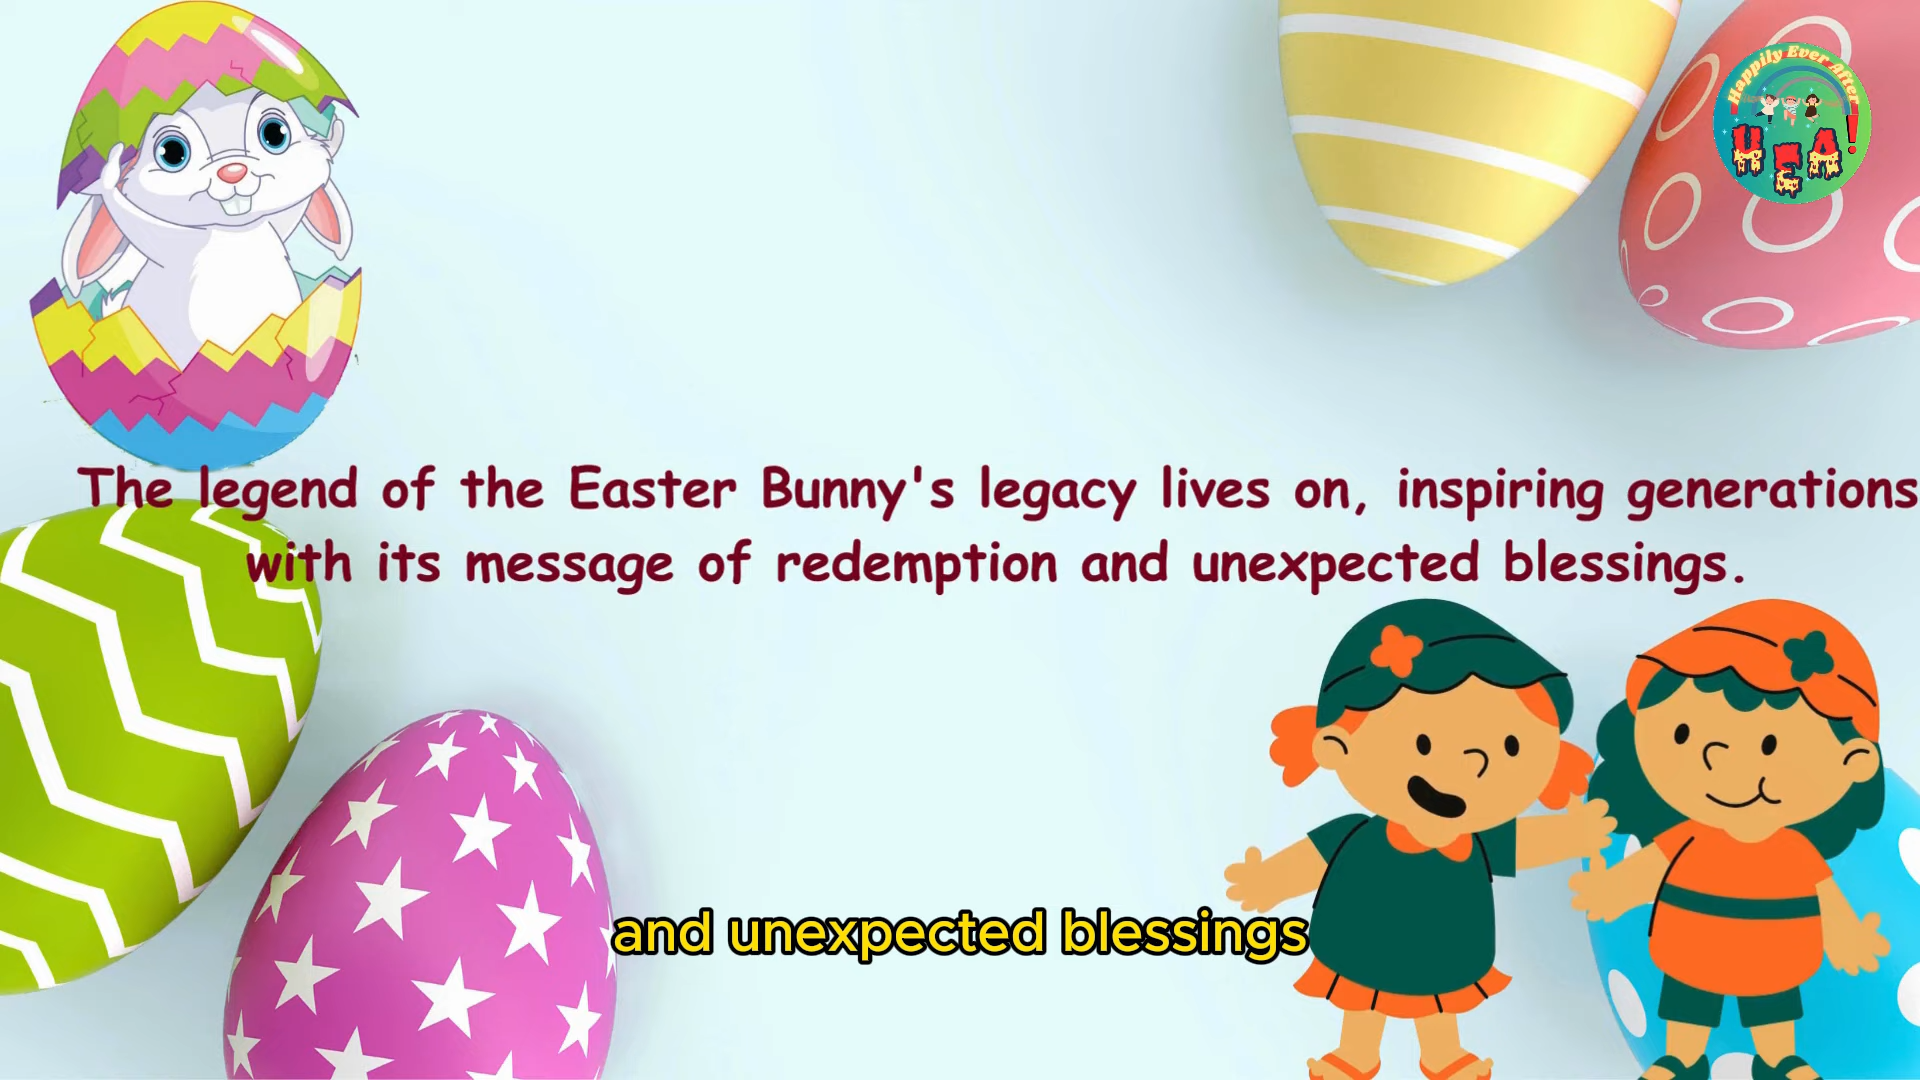 Happily Ever After
HEA!
The legend of the Easter Bunny's legacy lives on, inspiring generations
with its message of redemption and unexpected blessings.
and unexpected blessings